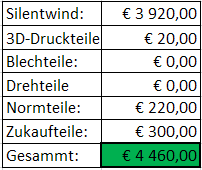 Silentwind: € 3 920,00
3D-Druckteile € 20,00
Blechteile: € 0,00
Drehteile € 0,00
Normteile: € 220,00
Zukaufteile: € 300,00
Gesammt: € 4 460,00